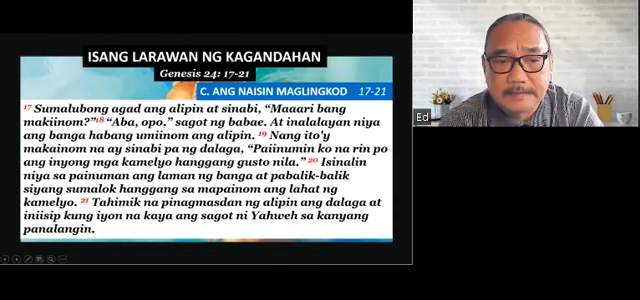 ISANG LARAWAN NG KAGANDAHAN
Genesis 24: 17-21
C. ANG NAISIN MAGLINGKOD 17-21
17 Sumalubong agad ang alipin at sinabi, “Maaari bang
makiinom?”18 “Aba, opo,” sagot ng babae. At inalalayan niya
ang banga habang umiinom ang alipin. 19 Nang ito'y
makainom na ay sinabi pa ng dalaga, “Paiinumin ko na rin po
ang inyong mga kamelyo hanggang gusto nila.” 20 Isinalin
niya sa painuman ang laman ng banga at pabalik-balik
siyang sumalok hanggang sa mapainom ang lahat ng
kamelyo. 21 Tahimik na pinagmasdan ng alipin ang dalaga at
iniisip kung iyon na kaya ang sagot ni Yahweh sa kanyang
panalangin.
Ed